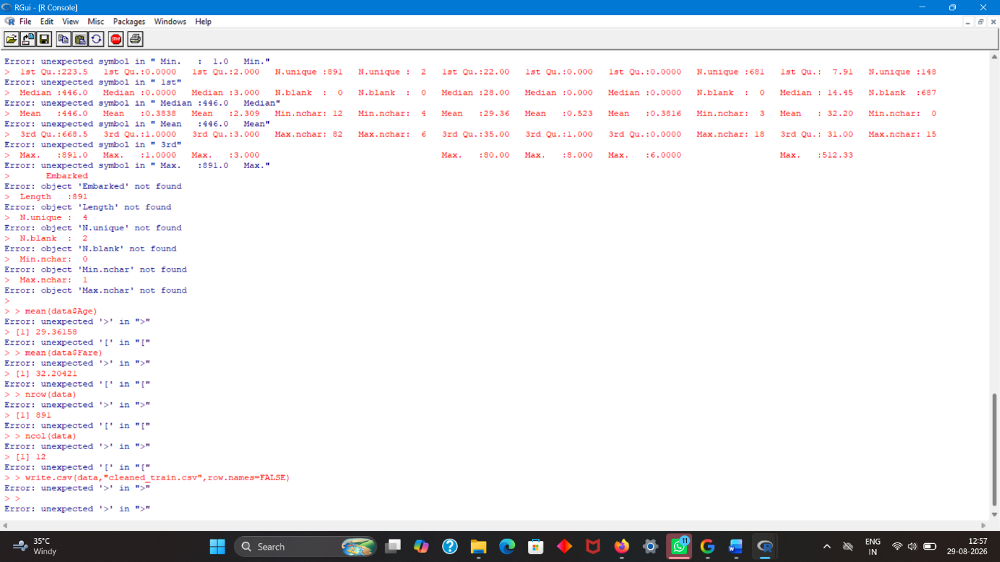 RGui - [R Console]
File Edit View Misc Packages Windows Help
STOP
Error: unexpected symbol in " Min.   :  1.0   Min."
>  1st Qu.:223.5   1st Qu.:0.0000   1st Qu.:2.000   N.unique :891   N.unique :  2   1st Qu.:22.00   1st Qu.:0.000   1st Qu.:0.0000   N.unique :681   1st Qu.:  7.91   N.unique :148
Error: unexpected symbol in " 1st"
>  Median :446.0   Median :0.0000   Median :3.000   N.blank  :  0   N.blank  :  0   Median :28.00   Median :0.000   Median :0.0000   N.blank  :  0   Median : 14.45   N.blank  :687
Error: unexpected symbol in " Median :446.0   Median"
>  Mean   :446.0   Mean   :0.3838   Mean   :2.309   Min.nchar: 12   Min.nchar:  4   Mean   :29.36   Mean   :0.523   Mean   :0.3816   Min.nchar:  3   Mean   : 32.20   Min.nchar:  0
Error: unexpected symbol in " Mean   :446.0   Mean"
>  3rd Qu.:668.5   3rd Qu.:1.0000   3rd Qu.:3.000   Max.nchar: 82   Max.nchar:  6   3rd Qu.:35.00   3rd Qu.:1.000   3rd Qu.:0.0000   Max.nchar: 18   3rd Qu.: 31.00   Max.nchar: 15
Error: unexpected symbol in " 3rd"
>  Max.   :891.0   Max.   :1.0000   Max.   :3.000                                   Max.   :80.00   Max.   :8.000   Max.   :6.0000                   Max.   :512.33
Error: unexpected symbol in " Max.   :891.0   Max."
>       Embarked
Error: object 'Embarked' not found
>  Length   :891
Error: object 'Length' not found
>  N.unique :  4
Error: object 'N.unique' not found
>  N.blank  :  2
Error: object 'N.blank' not found
>  Min.nchar:  0
Error: object 'Min.nchar' not found
>  Max.nchar:  1
Error: object 'Max.nchar' not found
>
> > mean(data$Age)
Error: unexpected '>' in ">"
> [1] 29.36158
Error: unexpected '[' in "["
> > mean(data$Fare)
Error: unexpected '>' in ">"
> [1] 32.20421
Error: unexpected '[' in "["
> > nrow(data)
Error: unexpected '>' in ">"
> [1] 891
Error: unexpected '[' in "["
> > ncol(data)
Error: unexpected '>' in ">"
> [1] 12
Error: unexpected '[' in "["
> > write.csv(data,"cleaned_train.csv",row.names=FALSE)
Error: unexpected '>' in ">"
> >
Error: unexpected '>' in ">"
35°C
Windy
Search
11
ENG
IN
12:57
29-08-2026